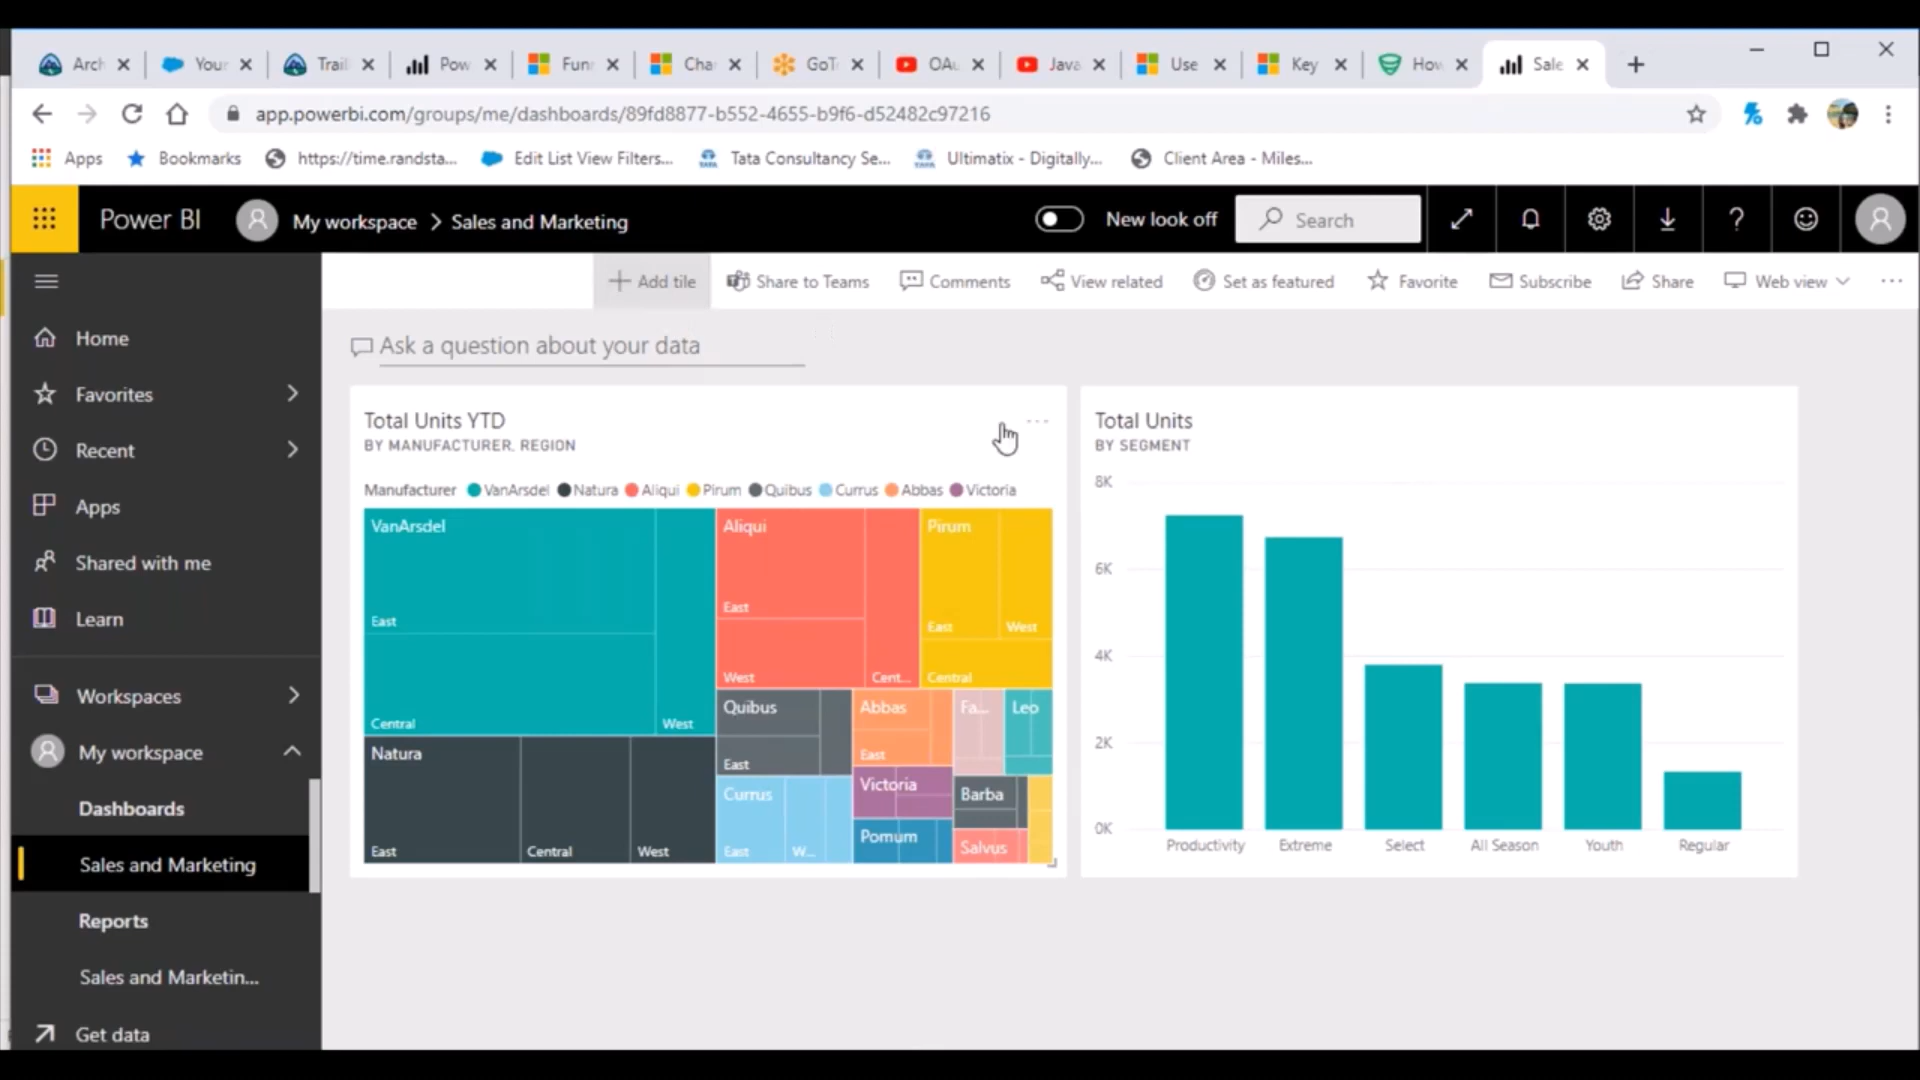 Arch
Your
Trail
Pow
Fun
Char
GoTo
OAu
Java
Use
Key
How
Sale
app.powerbi.com/groups/me/dashboards/89fd8877-b552-4655-b9f6-d52482c97216
Apps
Bookmarks
https://time.randsta...
Edit List View Filters...
Tata Consultancy Se...
Ultimatix - Digitally...
Client Area - Miles...
Power BI
My workspace > Sales and Marketing
New look off
Search
Add tile
Share to Teams
Comments
View related
Set as featured
Favorite
Subscribe
Share
Web view
Home
Favorites
Recent
Apps
Shared with me
Learn
Workspaces
My workspace
Dashboards
Sales and Marketing
Reports
Sales and Marketin...
Get data
Ask a question about your data
Total Units YTD
BY MANUFACTURER, REGION
Manufacturer VanArsdel Natura Aliqui Pirum Quibus Currus Abbas Victoria
VanArsdel
East
Central
West
Natura
East
Central
West
Aliqui
East
West
Cent...
Pirum
East
West
Central
Quibus
East
Currus
East
W...
Abbas
East
Victoria
Pomum
Fa...
Leo
Barba
Salvus
Total Units
BY SEGMENT
8K
6K
4K
2K
0K
Productivity
Extreme
Select
All Season
Youth
Regular